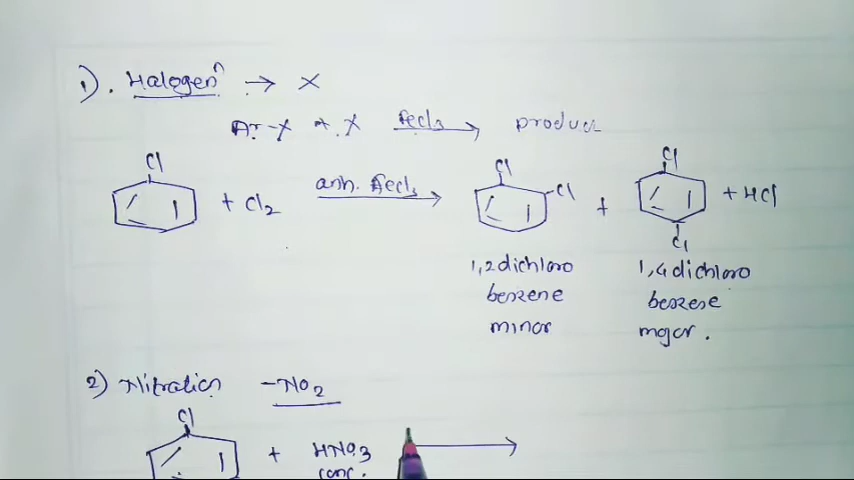 1). Halogenⁿ → X
Ar-X + X FeCl₃ → product
Cl + Cl₂ anh. FeCl₃ → Cl Cl + Cl Cl + HCl
1,2 dichloro 1,4 dichloro
benzene benzene
minor major.
2) Nitration -NO₂
Cl + HNO₃ →
conc.